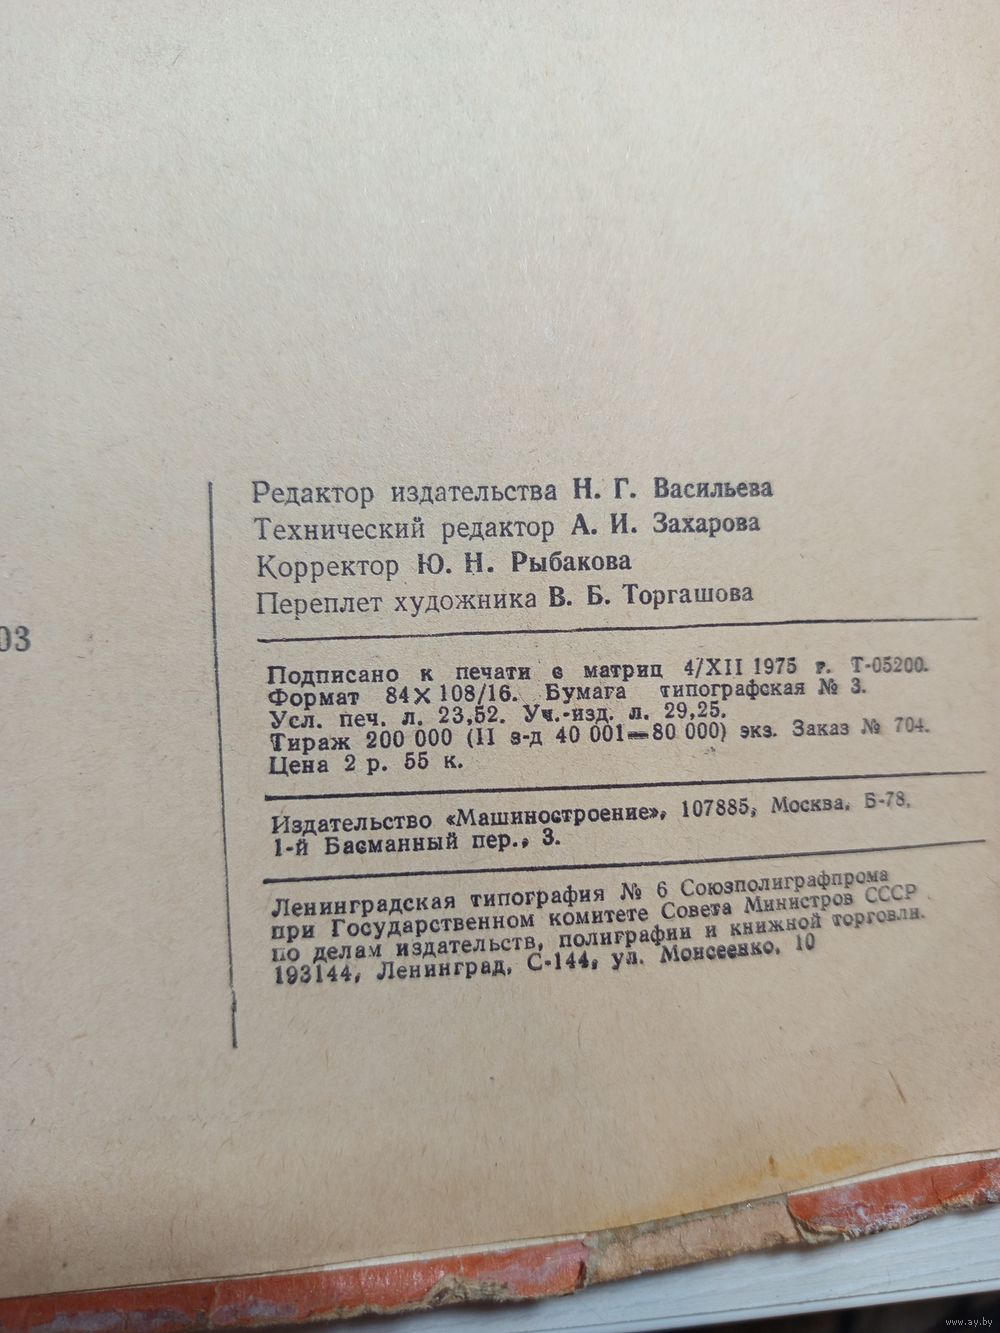 Редактор издательства Н. Г. Васильева
Технический редактор А. И. Захарова
Корректор Ю. Н. Рыбакова
Переплет художника В. Б. Торгашова
03
Подписано к печати с матриц 4/XII 1975 г. Т-05200.
Формат 84X108/16. Бумага типографская № 3.
Усл. печ. л. 23,52. Уч.-изд. л. 29,25.
Тираж 200 000 (II з-д 40 001—80 000) экз. Заказ № 704.
Цена 2 р. 55 к.
Издательство «Машиностроение», 107885, Москва, Б-78,
1-й Басманный пер., 3.
Ленинградская типография № 6 Союзполиграфпрома
при Государственном комитете Совета Министров СССР
по делам издательств, полиграфии и книжной торговли.
193144, Ленинград, С-144, ул. Моисеенко, 10
www.ay.by